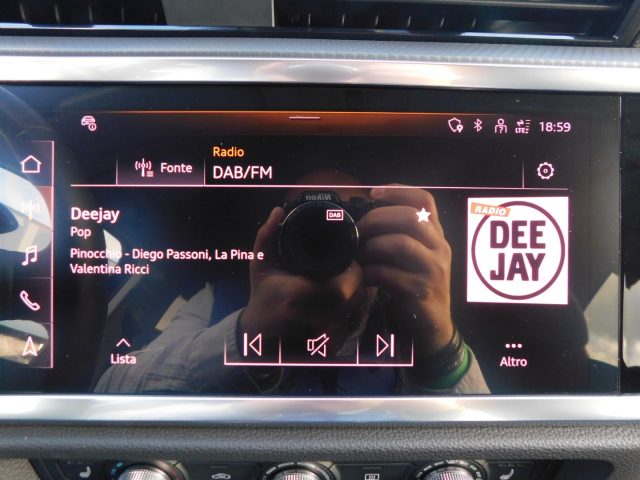 LTE
18:59
Fonte
Radio
DAB/FM
Deejay
DAB
Pop
Pinocchio - Diego Passoni, La Pina e
Valentina Ricci
RADIO
DEE
JAY
Nikon
Lista
Altro